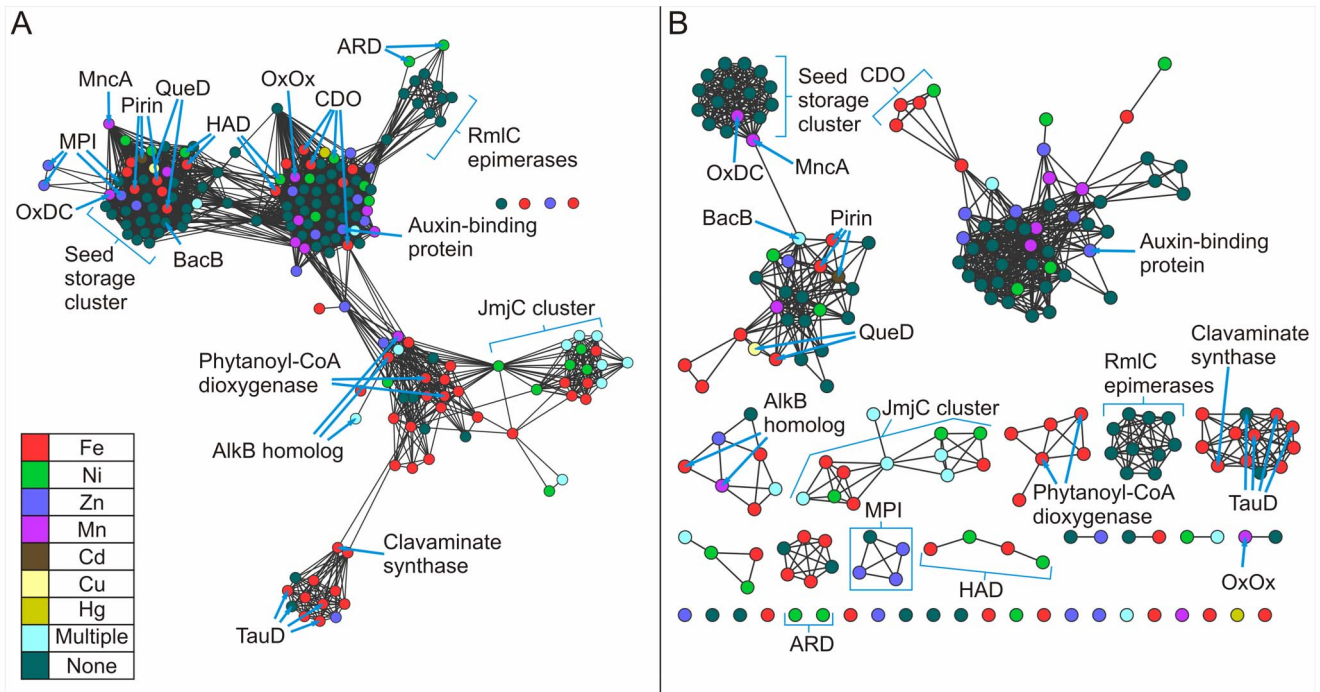 A
ARD
MncA
QueD
Pirin
OxOx
CDO
MPI
HAD
RmlC
epimerases
OxDC
Auxin-binding
protein
Seed
storage
cluster
BacB
JmjC cluster
Phytanoyl-CoA
dioxygenase
AlkB homolog
Clavaminate
synthase
TauD
Fe
Ni
Zn
Mn
Cd
Cu
Hg
Multiple
None
B
Seed
storage
cluster
CDO
OxDC
MncA
BacB
Pirin
Auxin-binding
protein
QueD
Clavaminate
synthase
RmlC
epimerases
AlkB
homolog
JmjC cluster
Phytanoyl-CoA
dioxygenase
TauD
MPI
HAD
OxOx
ARD